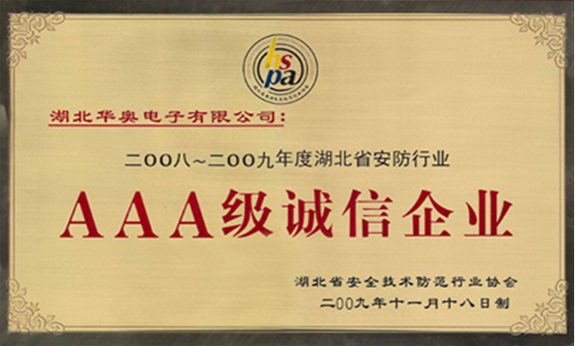 hs
pa
湖北华奥电子有限公司:
二OO八~二OO九年度湖北省安防行业
AAA级诚信企业
湖北省安全技术防范行业协会
二OO九年十一月十八日制